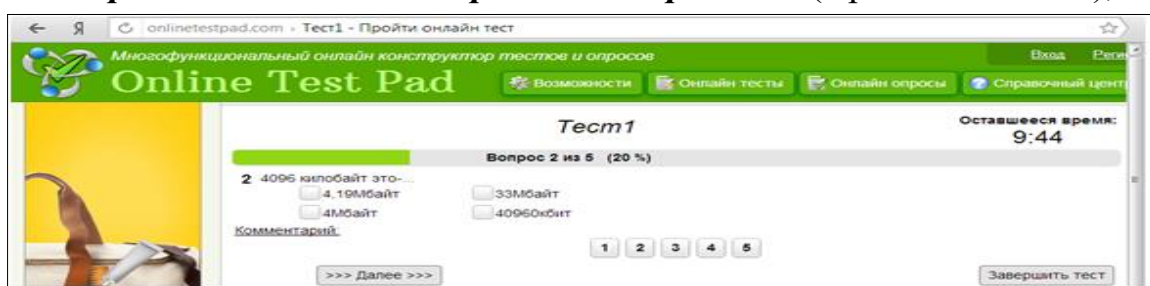 onlinetestpad.com › Тест1 - Пройти онлайн тест
Многофункциональный онлайн конструктор тестов и опросов
Вход Реги
Online Test Pad
Возможности Онлайн тесты Онлайн опросы Справочный цент
Тест1
Оставшееся время:
9:44
Вопрос 2 из 5 (20 %)
2 4096 килобайт это-...
4.19Мбайт 33Мбайт
4Мбайт 40960кбит
Комментарий:
1 2 3 4 5
>>> Далее >>> Завершить тест